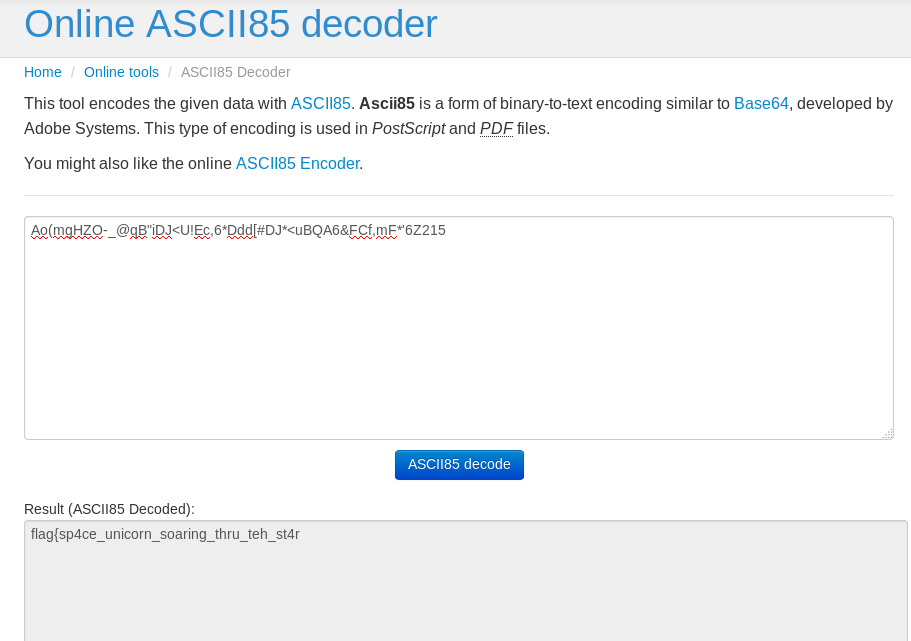 Online ASCII85 decoder
Home / Online tools / ASCII85 Decoder
This tool encodes the given data with ASCII85. Ascii85 is a form of binary-to-text encoding similar to Base64, developed by
Adobe Systems. This type of encoding is used in PostScript and PDF files.
You might also like the online ASCII85 Encoder.
Ao(mgHZO-_@gB"iDJ<U!Ec,6*Ddd[#DJ*<uBQA6&FCf,mF*'6Z215
ASCII85 decode
Result (ASCII85 Decoded):
flag{sp4ce_unicorn_soaring_thru_teh_st4r